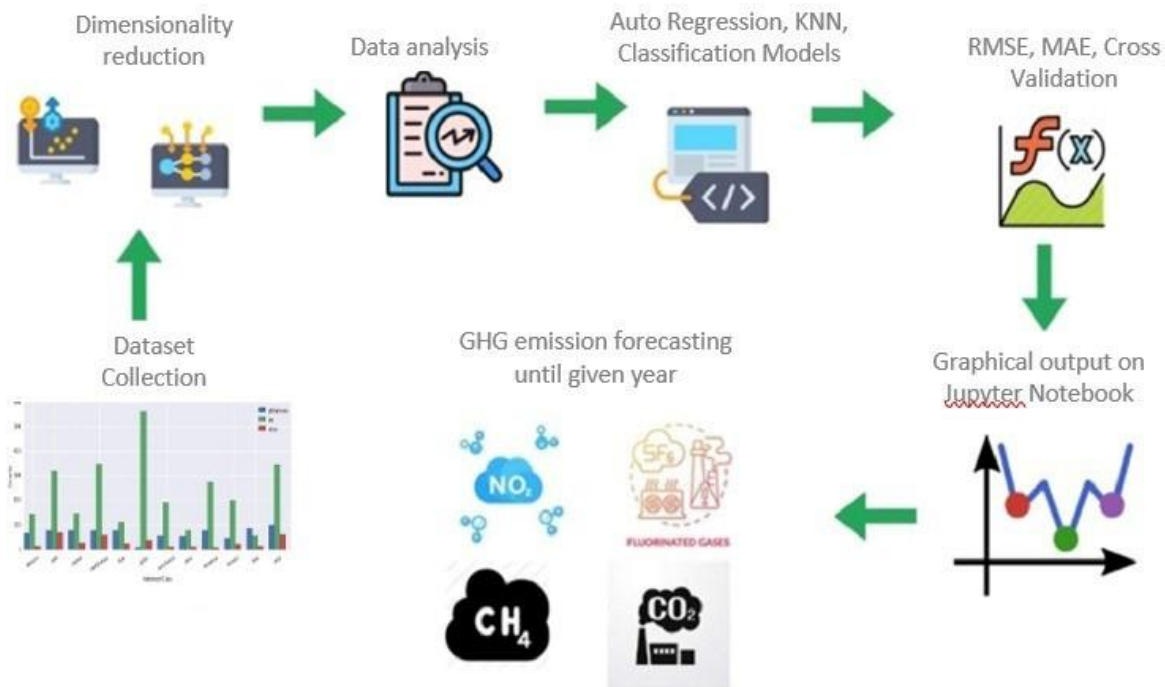 Dimensionality
reduction
Data analysis
Auto Regression, KNN,
Classification Models
RMSE, MAE, Cross
Validation
f(x)
</>
Dataset
Collection
GHG emission forecasting
until given year
Graphical output on
Jupyter Notebook
NO₂
SF₆
FLUORINATED GASES
CH₄
CO₂